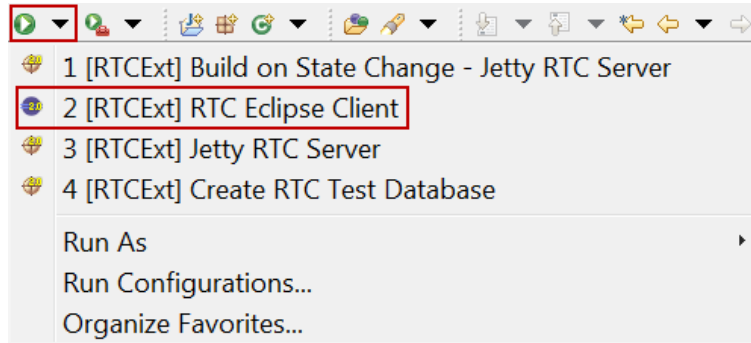 1 [RTCExt] Build on State Change - Jetty RTC Server
2 [RTCExt] RTC Eclipse Client
3 [RTCExt] Jetty RTC Server
4 [RTCExt] Create RTC Test Database
Run As
Run Configurations...
Organize Favorites...